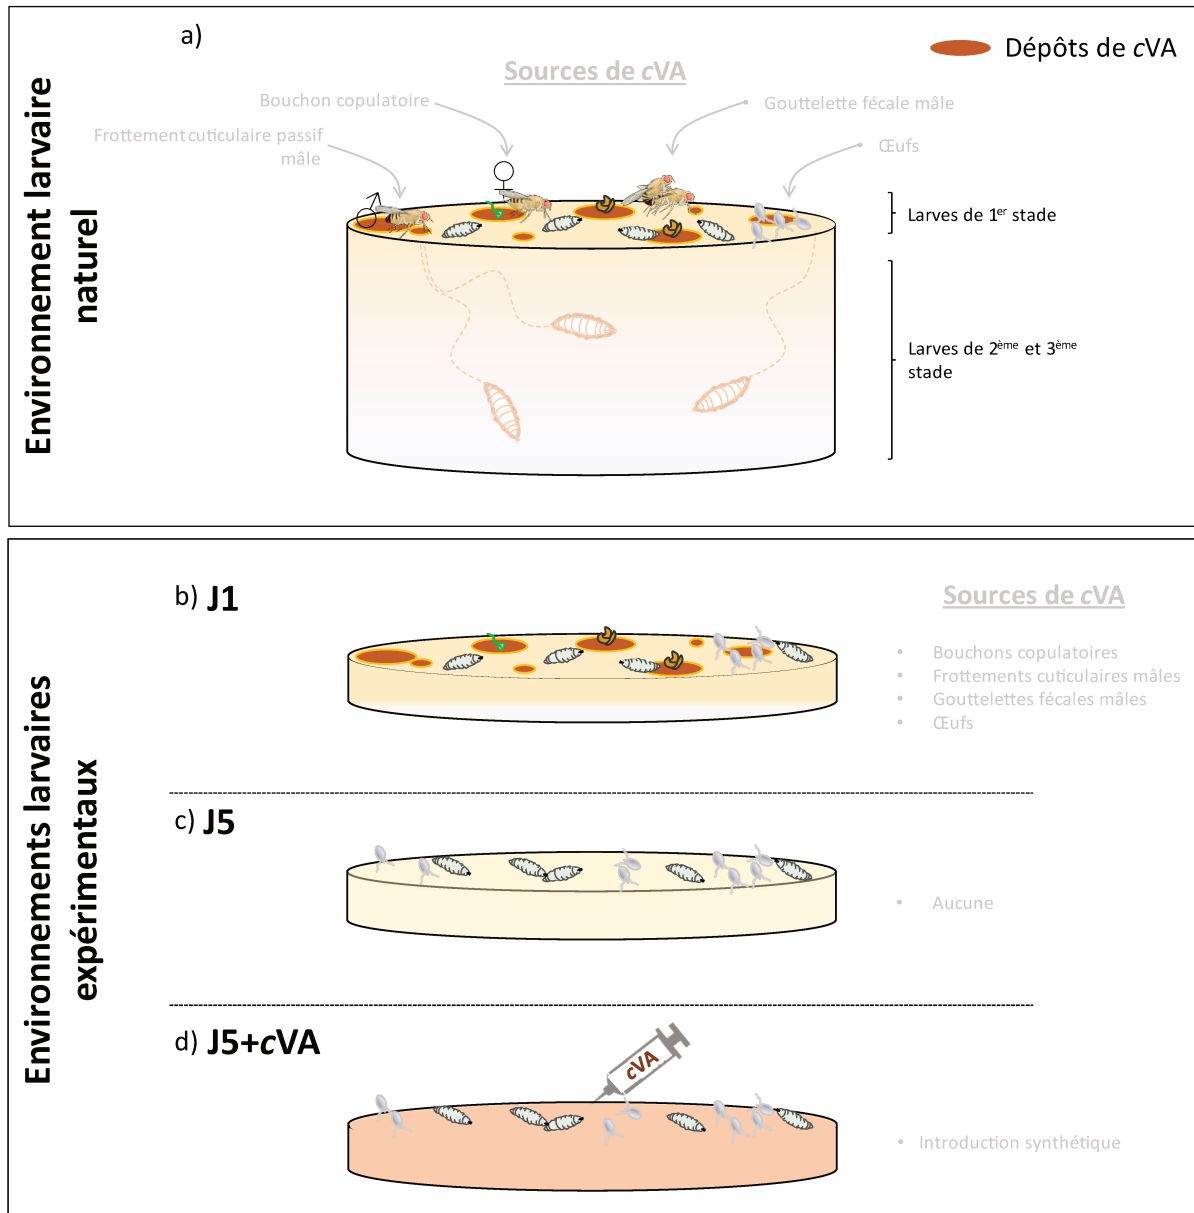 a)
Dépôts de cVA
Sources de cVA
Bouchon copulatoire
Gouttelette fécale mâle
Frottement cuticulaire passif
mâle
Œufs
Environnement larvaire
naturel
Larves de 1er stade
Larves de 2ème et 3ème
stade
Environnements larvaires
expérimentaux
b) J1
Sources de cVA
• Bouchons copulatoires
• Frottements cuticulaires mâles
• Gouttelettes fécales mâles
• Œufs
c) J5
• Aucune
d) J5+cVA
cVA
• Introduction synthétique